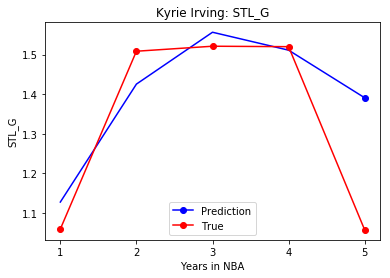 Kyrie Irving: STL_G
STL_G
1.5
1.4
1.3
1.2
1.1
1 2 3 4 5
Years in NBA
Prediction
True